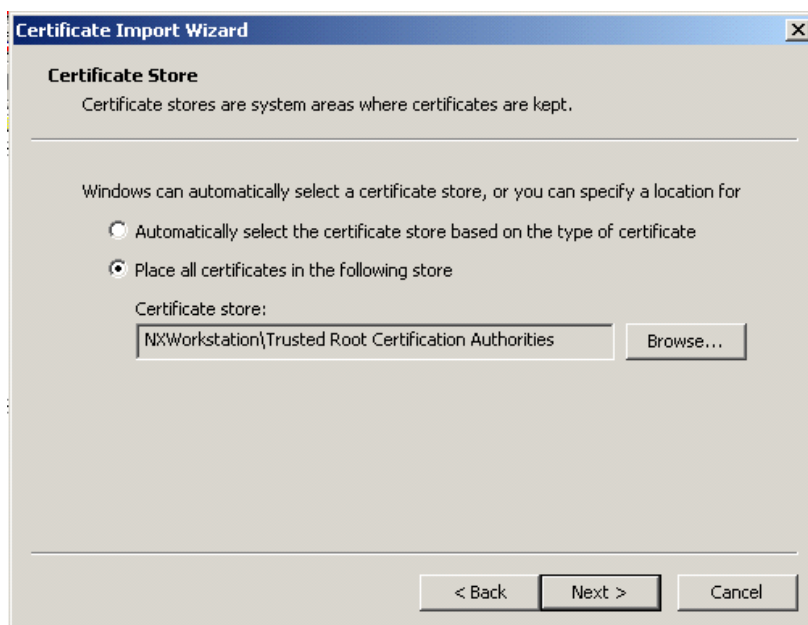 Certificate Import Wizard
Certificate Store
Certificate stores are system areas where certificates are kept.
Windows can automatically select a certificate store, or you can specify a location for
Automatically select the certificate store based on the type of certificate
Place all certificates in the following store
Certificate store:
NXWorkstation\Trusted Root Certification Authorities
Browse...
< Back
Next >
Cancel